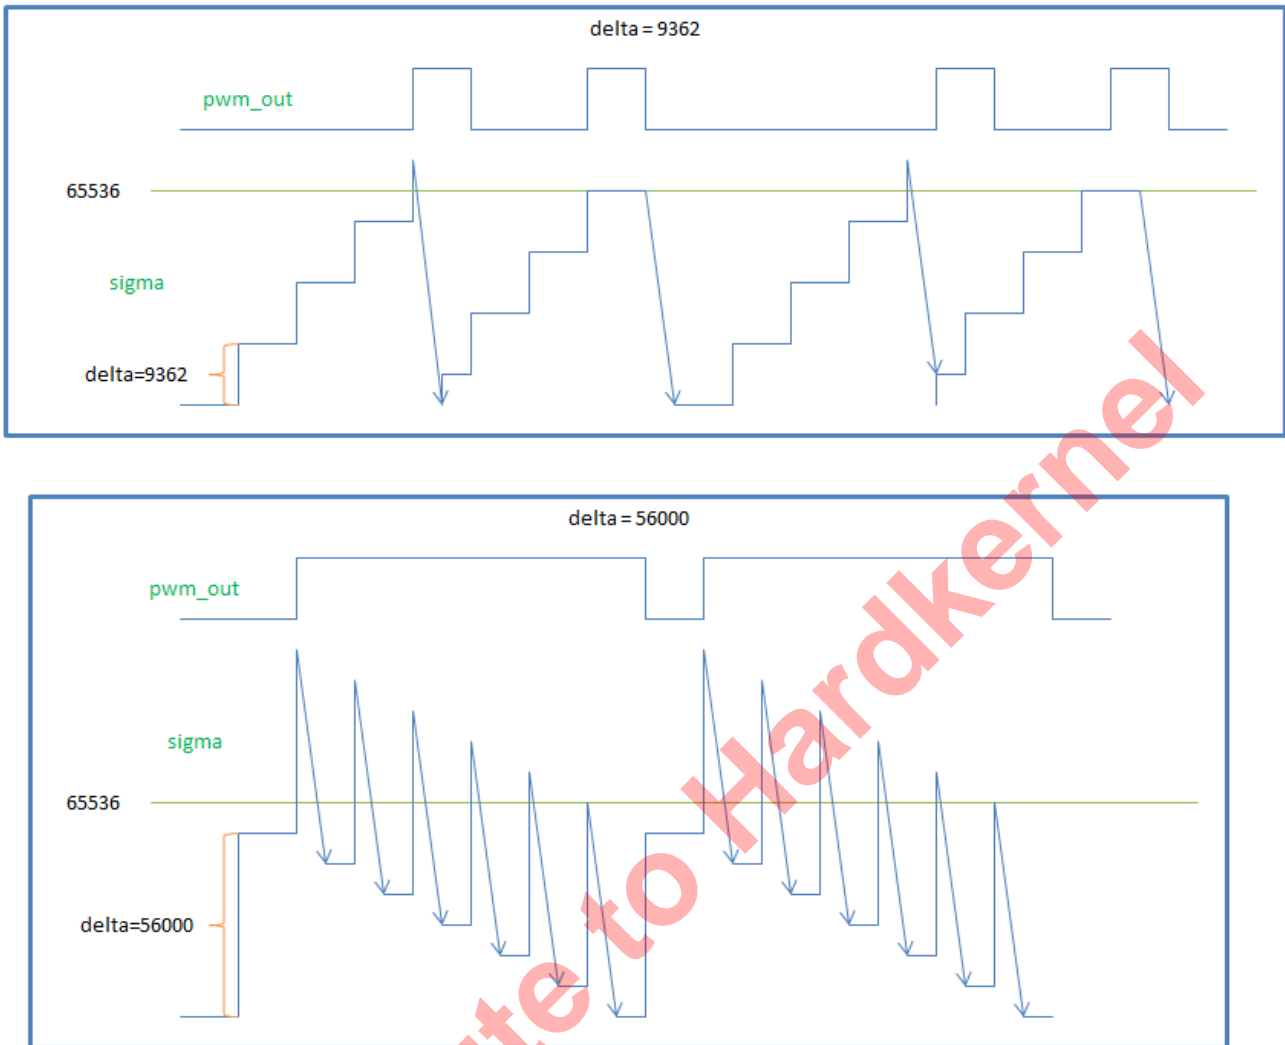 delta = 9362
pwm_out
65536
sigma
delta=9362
delta = 56000
pwm_out
sigma
65536
delta=56000
te to Hardkernel